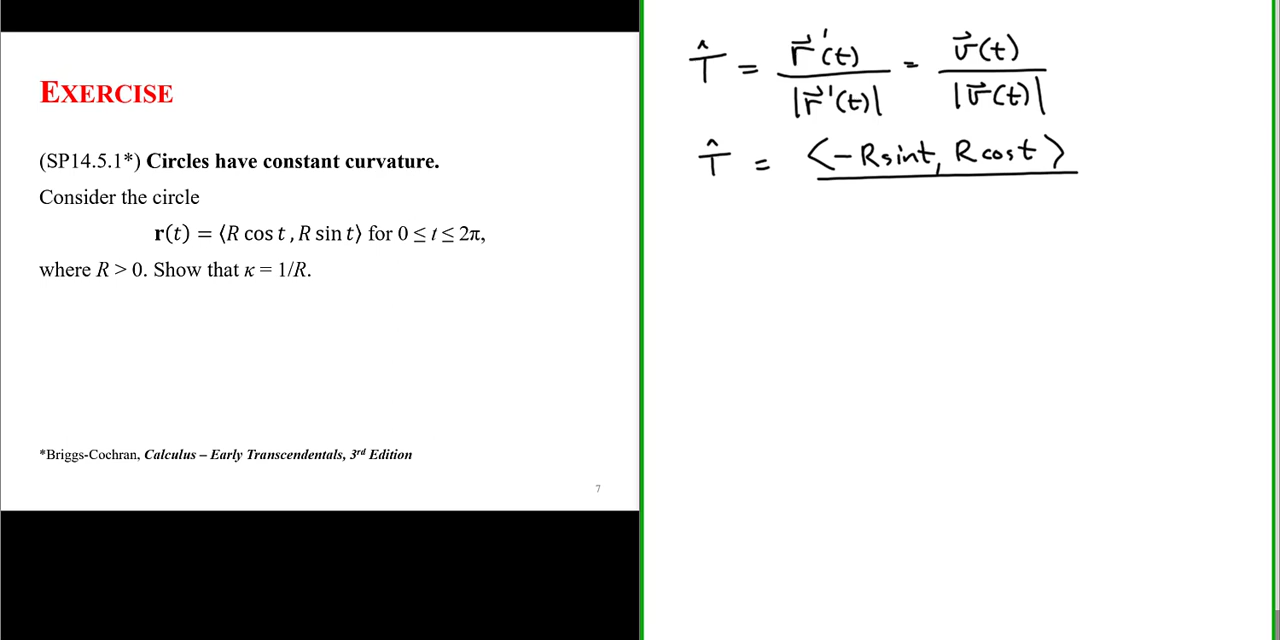 EXERCISE
(SP14.5.1*) Circles have constant curvature.
Consider the circle
r(t) = ⟨R cos t , R sin t⟩ for 0 ≤ t ≤ 2π,
where R > 0. Show that κ = 1/R.
*Briggs-Cochran, Calculus – Early Transcendentals, 3rd Edition
7
T̂ = r⃗'(t) / |r⃗'(t)| = v⃗(t) / |v⃗(t)|
T̂ = ⟨-R sin t, R cos t⟩